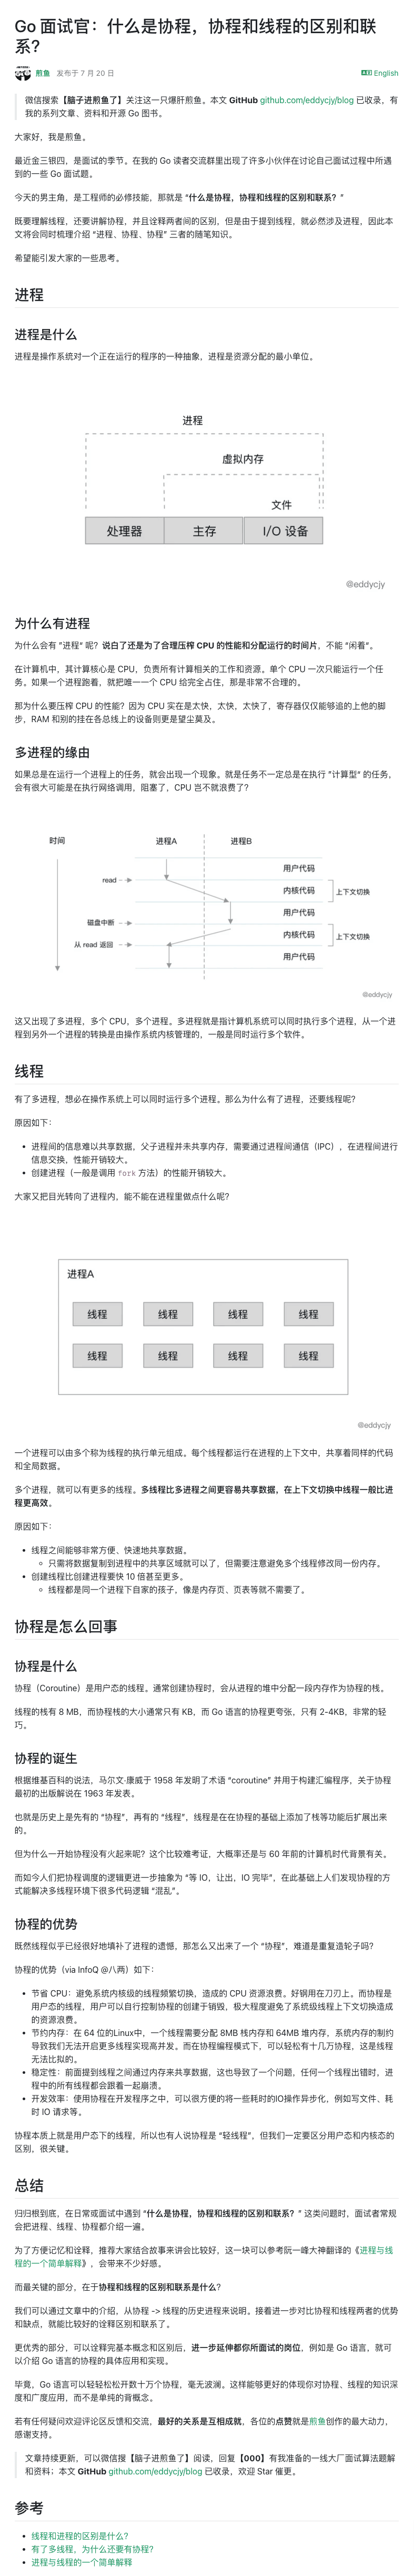 Go 面试官：什么是协程，协程和线程的区别和联
系？
煎鱼 发布于 7 月 20 日
English
微信搜索【脑子进煎鱼了】关注这一只爆肝煎鱼。本文 GitHub github.com/eddycjy/blog 已收录，有
我的系列文章、资料和开源 Go 图书。
大家好，我是煎鱼。
最近金三银四，是面试的季节。在我的 Go 读者交流群里出现了许多小伙伴在讨论自己面试过程中所遇
到的一些 Go 面试题。
今天的男主角，是工程师的必修技能，那就是 “什么是协程，协程和线程的区别和联系？ ”
既要理解线程，还要讲解协程，并且诠释两者间的区别，但是由于提到线程，就必然涉及进程，因此本
文将会同时梳理介绍 “进程、协程、协程” 三者的随笔知识。
希望能引发大家的一些思考。
进程
进程是什么
进程是操作系统对一个正在运行的程序的一种抽象，进程是资源分配的最小单位。
进程
虚拟内存
文件
处理器
主存
I/O 设备
@eddycjy
为什么有进程
为什么会有 ”进程“ 呢？说白了还是为了合理压榨 CPU 的性能和分配运行的时间片，不能 “闲着“。
在计算机中，其计算核心是 CPU，负责所有计算相关的工作和资源。单个 CPU 一次只能运行一个任
务。如果一个进程跑着，就把唯一一个 CPU 给完全占住，那是非常不合理的。
那为什么要压榨 CPU 的性能？因为 CPU 实在是太快，太快，太快了，寄存器仅仅能够追的上他的脚
步，RAM 和别的挂在各总线上的设备则更是望尘莫及。
多进程的缘由
如果总是在运行一个进程上的任务，就会出现一个现象。就是任务不一定总是在执行 ”计算型“ 的任务，
会有很大可能是在执行网络调用，阻塞了，CPU 岂不就浪费了？
时间
进程A
进程B
用户代码
read
内核代码
上下文切换
用户代码
磁盘中断
内核代码
上下文切换
从 read 返回
用户代码
@eddycjy
这又出现了多进程，多个 CPU，多个进程。多进程就是指计算机系统可以同时执行多个进程，从一个进
程到另外一个进程的转换是由操作系统内核管理的，一般是同时运行多个软件。
线程
有了多进程，想必在操作系统上可以同时运行多个进程。那么为什么有了进程，还要线程呢？
原因如下：
进程间的信息难以共享数据，父子进程并未共享内存，需要通过进程间通信（IPC），在进程间进行
信息交换，性能开销较大。
创建进程（一般是调用 fork 方法）的性能开销较大。
大家又把目光转向了进程内，能不能在进程里做点什么呢？
进程A
线程
线程
线程
线程
线程
线程
线程
线程
@eddycjy
一个进程可以由多个称为线程的执行单元组成。每个线程都运行在进程的上下文中，共享着同样的代码
和全局数据。
多个进程，就可以有更多的线程。多线程比多进程之间更容易共享数据，在上下文切换中线程一般比进
程更高效。
原因如下：
线程之间能够非常方便、快速地共享数据。
只需将数据复制到进程中的共享区域就可以了，但需要注意避免多个线程修改同一份内存。
创建线程比创建进程要快 10 倍甚至更多。
线程都是同一个进程下自家的孩子，像是内存页、页表等就不需要了。
协程是怎么回事
协程是什么
协程（Coroutine）是用户态的线程。通常创建协程时，会从进程的堆中分配一段内存作为协程的栈。
线程的栈有 8 MB，而协程栈的大小通常只有 KB，而 Go 语言的协程更夸张，只有 2-4KB，非常的轻
巧。
协程的诞生
根据维基百科的说法，马尔文·康威于 1958 年发明了术语 “coroutine” 并用于构建汇编程序，关于协程
最初的出版解说在 1963 年发表。
也就是历史上是先有的 “协程”，再有的 “线程”，线程是在在协程的基础上添加了栈等功能后扩展出来
的。
但为什么一开始协程没有火起来呢？这个比较难考证，大概率还是与 60 年前的计算机时代背景有关。
而如今人们把协程调度的逻辑更进一步抽象为 “等 IO，让出，IO 完毕”，在此基础上人们发现协程的方
式能解决多线程环境下很多代码逻辑 “混乱”。
协程的优势
既然线程似乎已经很好地填补了进程的遗憾，那怎么又出来了一个 “协程”，难道是重复造轮子吗？
协程的优势（via InfoQ @八两）如下：
节省 CPU：避免系统内核级的线程频繁切换，造成的 CPU 资源浪费。好钢用在刀刃上。而协程是
用户态的线程，用户可以自行控制协程的创建于销毁，极大程度避免了系统级线程上下文切换造成
的资源浪费。
节约内存：在 64 位的Linux中，一个线程需要分配 8MB 栈内存和 64MB 堆内存，系统内存的制约
导致我们无法开启更多线程实现高并发。而在协程编程模式下，可以轻松有十几万协程，这是线程
无法比拟的。
稳定性：前面提到线程之间通过内存来共享数据，这也导致了一个问题，任何一个线程出错时，进
程中的所有线程都会跟着一起崩溃。
开发效率：使用协程在开发程序之中，可以很方便的将一些耗时的IO操作异步化，例如写文件、耗
时 IO 请求等。
协程本质上就是用户态下的线程，所以也有人说协程是 “轻线程”，但我们一定要区分用户态和内核态的
区别，很关键。
总结
归归根到底，在日常或面试中遇到 “什么是协程，协程和线程的区别和联系？ ” 这类问题时，面试者常规
会把进程、线程、协程都介绍一遍。
为了方便记忆和诠释，推荐大家结合故事来讲会比较好，这一块可以参考阮一峰大神翻译的《进程与线
程的一个简单解释》，会带来不少好感。
而最关键的部分，在于协程和线程的区别和联系是什么？
我们可以通过文章中的介绍，从协程 -> 线程的历史进程来说明。接着进一步对比协程和线程两者的优势
和缺点，就能比较好的诠释区别和联系了。
更优秀的部分，可以诠释完基本概念和区别后，进一步延伸都你所面试的岗位，例如是 Go 语言，就可
以介绍 Go 语言的协程的具体应用和实现。
毕竟，Go 语言可以轻轻松松开数十万个协程，毫无波澜。这样能够更好的体现你对协程、线程的知识深
度和广度应用，而不是单纯的背概念。
若有任何疑问欢迎评论区反馈和交流，最好的关系是互相成就，各位的点赞就是煎鱼创作的最大动力，
感谢支持。
文章持续更新，可以微信搜【脑子进煎鱼了】阅读，回复【000】有我准备的一线大厂面试算法题解
和资料；本文 GitHub github.com/eddycjy/blog 已收录，欢迎 Star 催更。
参考
线程和进程的区别是什么？
有了多线程，为什么还要有协程？
进程与线程的一个简单解释